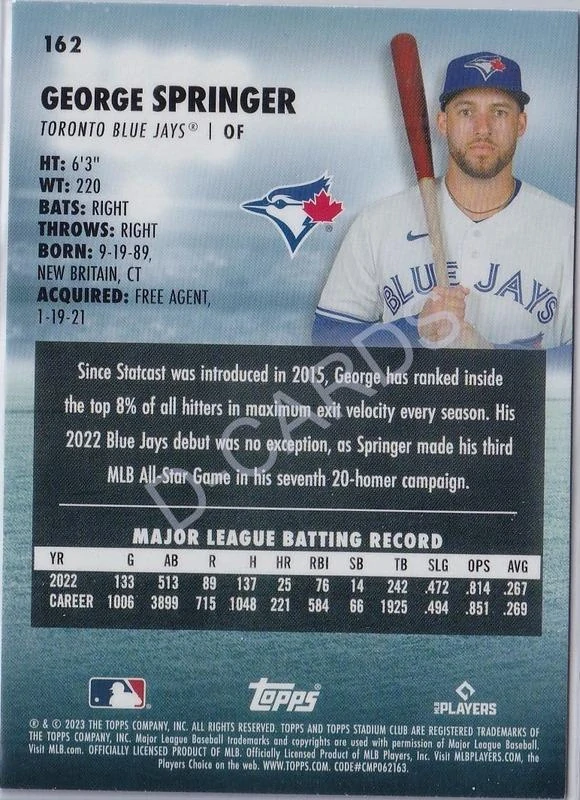 162
GEORGE SPRINGER
TORONTO BLUE JAYS® | OF
HT: 6'3"
WT: 220
BATS: RIGHT
THROWS: RIGHT
BORN: 9-19-89,
NEW BRITAIN, CT
ACQUIRED: FREE AGENT,
1-19-21
BLUE JAYS
Since Statcast was introduced in 2015, George has ranked inside
the top 8% of all hitters in maximum exit velocity every season. His
2022 Blue Jays debut was no exception, as Springer made his third
MLB All-Star Game in his seventh 20-homer campaign.
D-CARDS
MAJOR LEAGUE BATTING RECORD
YR G AB R H HR RBI SB TB SLG OPS AVG
2022 133 513 89 137 25 76 14 242 .472 .814 .267
CAREER 1006 3899 715 1048 221 584 66 1925 .494 .851 .269
topps®
MLB PLAYERS
® & © 2023 THE TOPPS COMPANY, INC. ALL RIGHTS RESERVED. TOPPS AND TOPPS STADIUM CLUB ARE REGISTERED TRADEMARKS OF
THE TOPPS COMPANY, INC. Major League Baseball trademarks and copyrights are used with permission of Major League Baseball.
Visit MLB.com. OFFICIALLY LICENSED PRODUCT OF MLB. Officially Licensed Product of MLB Players, Inc. Visit MLBPLAYERS.com, the
Players Choice on the web. WWW.TOPPS.COM. CODE#CMP062163.